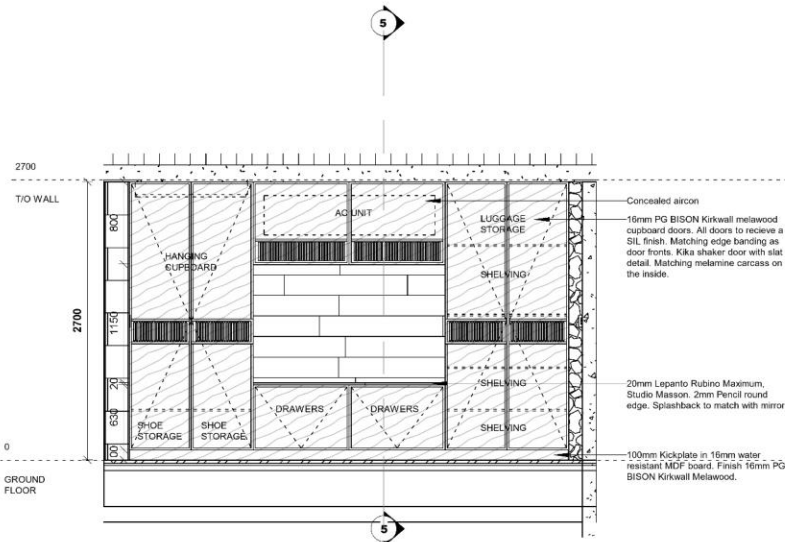 5
2700
T/O WALL
800
2700
1150
20
630
100
0
GROUND
FLOOR
HANGING
CUPBOARD
AC UNIT
LUGGAGE
STORAGE
SHELVING
SHELVING
SHELVING
DRAWERS
DRAWERS
SHOE
STORAGE
SHOE
STORAGE
Concealed aircon
16mm PG BISON Kirkwall melawood
cupboard doors. All doors to recieve a
SIL finish. Matching edge banding as
door fronts. Kika shaker door with slat
detail. Matching melamine carcass on
the inside.
20mm Lepanto Rubino Maximum,
Studio Masson. 2mm Pencil round
edge. Splashback to match with mirror
100mm Kickplate in 16mm water
resistant MDF board. Finish 16mm PG
BISON Kirkwall Melawood.
5